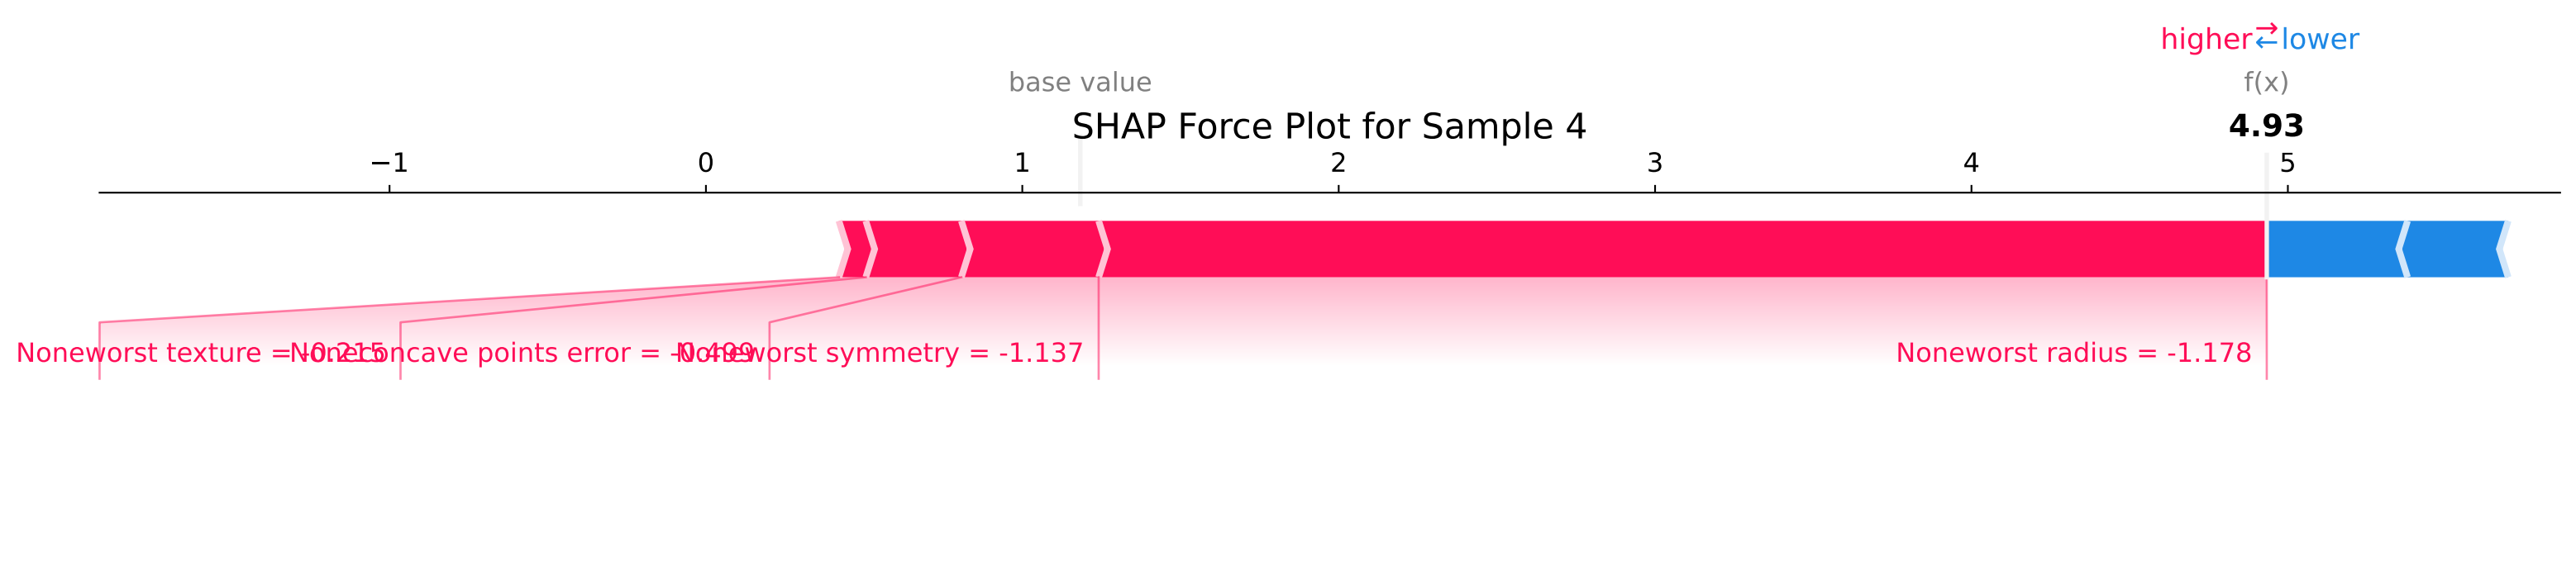 higher⇄lower
base value
f(x)
SHAP Force Plot for Sample 4
4.93
−1 0 1 2 3 4 5
Noneworst texture = -0.215
Noneconcave points error = -0.499
Noneworst symmetry = -1.137
Noneworst radius = -1.178